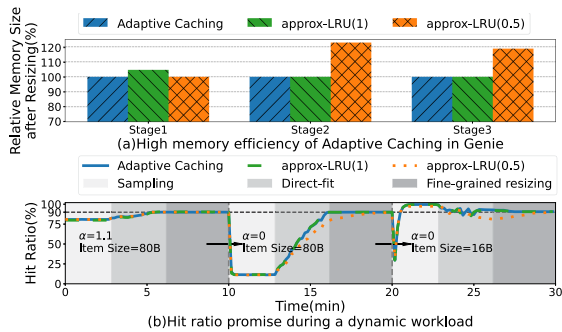 Adaptive Caching approx-LRU(1) approx-LRU(0.5)
Relative Memory Size
after Resizing(%)
120
110
100
90
80
70
Stage1 Stage2 Stage3
(a)High memory efficiency of Adaptive Caching in Genie
Adaptive Caching approx-LRU(1) approx-LRU(0.5)
Sampling Direct-fit Fine-grained resizing
Hit Ratio(%)
100
90
75
50
25
0
α=1.1
Item Size=80B
α=0
Item Size=80B
α=0
Item Size=16B
0 5 10 15 20 25 30
Time(min)
(b)Hit ratio promise during a dynamic workload